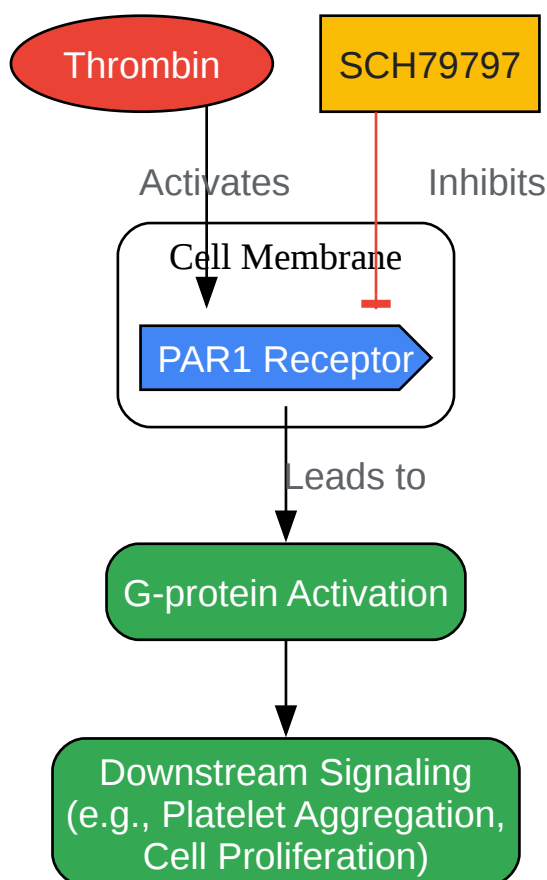 Thrombin
SCH79797
Activates
Inhibits
Cell Membrane
PAR1 Receptor
Leads to
G-protein Activation
Downstream Signaling
(e.g., Platelet Aggregation,
Cell Proliferation)